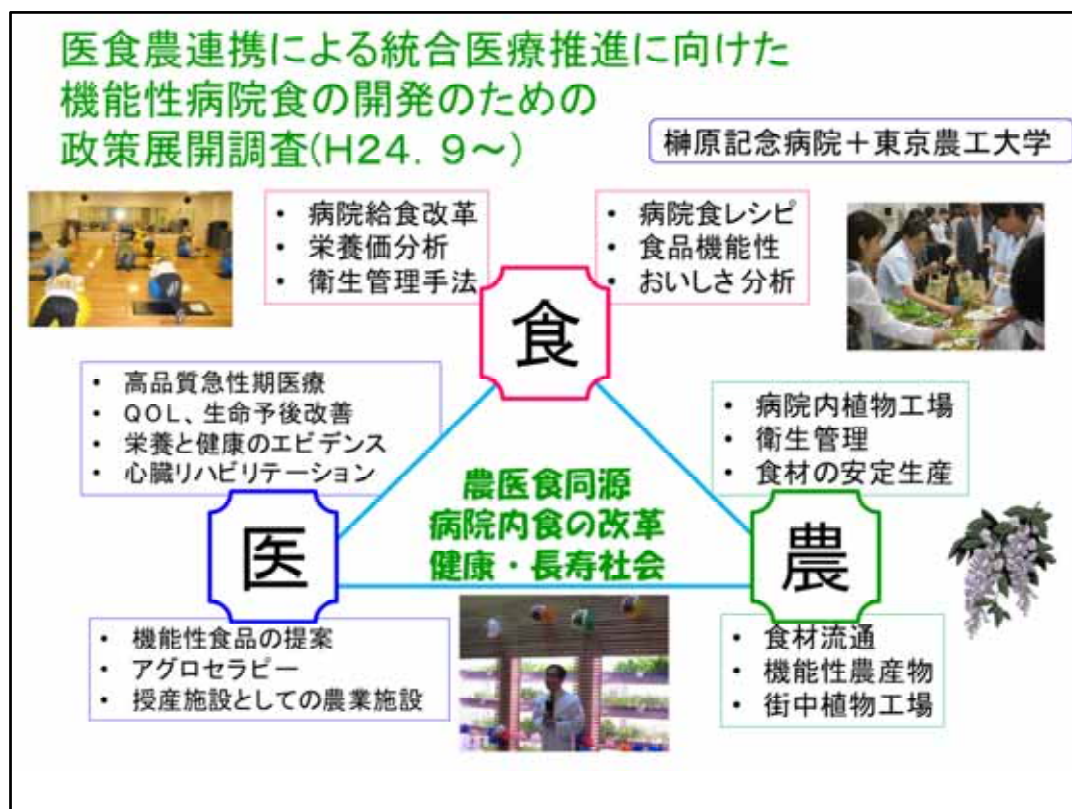 医食農連携による統合医療推進に向けた
機能性病院食の開発のための
政策展開調査(H24．9～)
榊原記念病院＋東京農工大学
• 病院給食改革
• 栄養価分析
• 衛生管理手法
• 病院食レシピ
• 食品機能性
• おいしさ分析
食
• 高品質急性期医療
• QOL、生命予後改善
• 栄養と健康のエビデンス
• 心臓リハビリテーション
• 病院内植物工場
• 衛生管理
• 食材の安定生産
農医食同源
病院内食の改革
健康・長寿社会
医
農
• 機能性食品の提案
• アグロセラピー
• 授産施設としての農業施設
• 食材流通
• 機能性農産物
• 街中植物工場